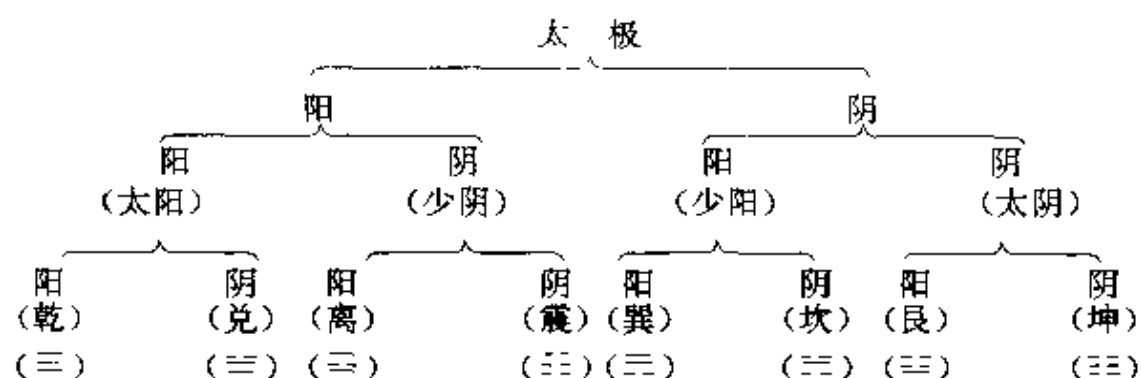 太 极
阳 阴
阳 阴 阳 阴
(太阳) (少阴) (少阳) (太阴)
阳 阴 阳 阴 阳 阴 阳 阴
(乾) (兑) (离) (震) (巽) (坎) (艮) (坤)
(☰) (☱) (☲) (☳) (☴) (☵) (☶) (☷)